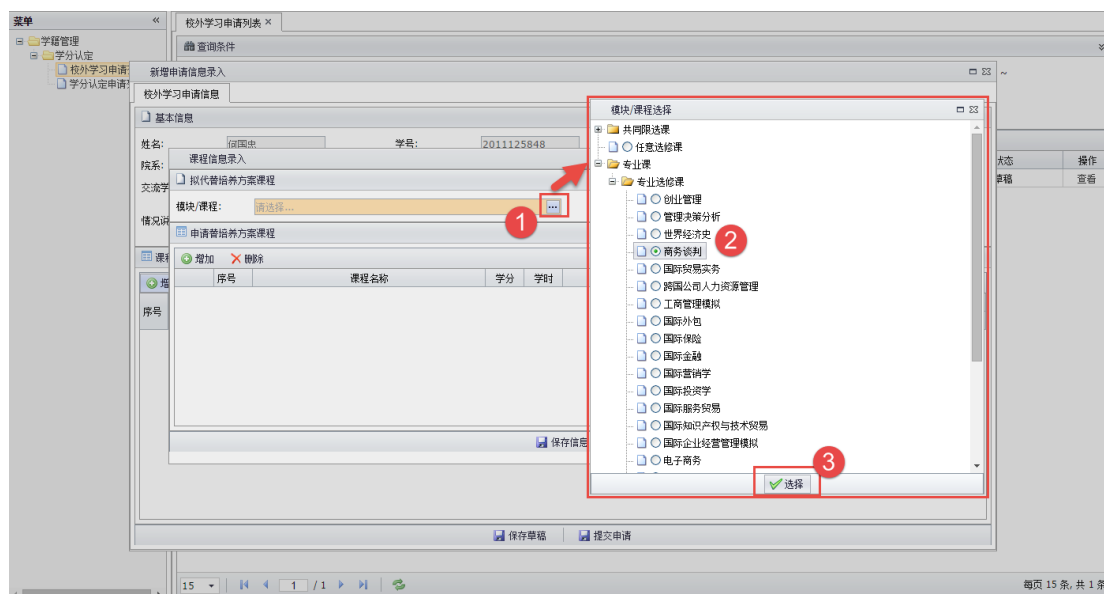 菜单 «
校外学习申请列表 ×
学籍管理
查询条件
学分认定
校外学习申请
学分认定申请
新增申请信息录入
~
校外学习申请信息
模块/课程选择
基本信息
共同限选课
姓名: 何国忠 学号: 2011125848
任意选修课
院系:
课程信息录入
状态 操作
专业课
交流学
拟代替培养方案课程
草稿 查看
专业选修课
模块/课程: 请选择... ...
1
创业管理
管理决策分析
情况说
申请替培养方案课程
世界经济史
2
商务谈判
课程
增加 删除
国际贸易实务
增
序号 课程名称 学分 学时
跨国公司人力资源管理
工商管理模拟
序号
国际外包
国际保险
国际金融
国际营销学
国际投资学
国际服务贸易
国际知识产权与技术贸易
保存信息
国际企业经营管理模拟
电子商务
3
选择
保存草稿 提交申请
15 1 /1
每页 15 条, 共 1 条